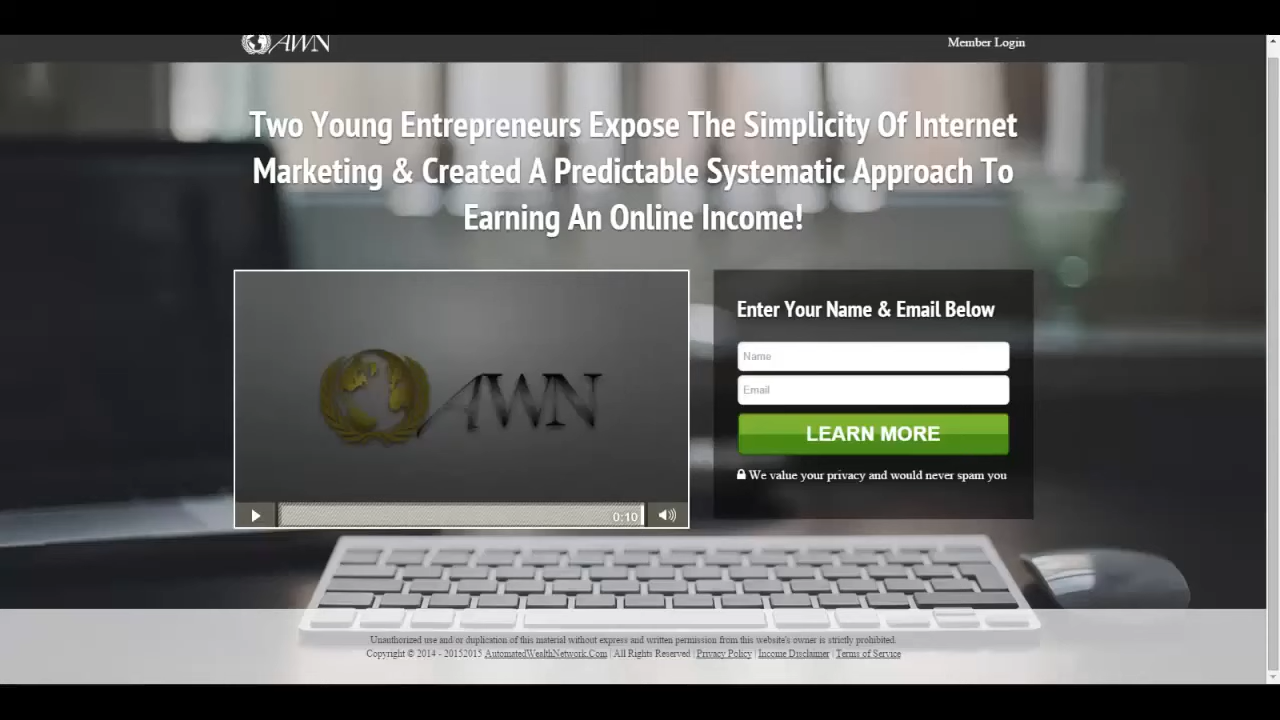 AWN
Member Login
Two Young Entrepreneurs Expose The Simplicity Of Internet
Marketing & Created A Predictable Systematic Approach To
Earning An Online Income!
AWN
0:10
Enter Your Name & Email Below
Name
Email
LEARN MORE
We value your privacy and would never spam you
Unauthorized use and/or duplication of this material without express and written permission from this website's owner is strictly prohibited.
Copyright © 2014 - 20152015 AutomatedWealthNetwork.Com | All Rights Reserved | Privacy Policy | Income Disclaimer | Terms of Service